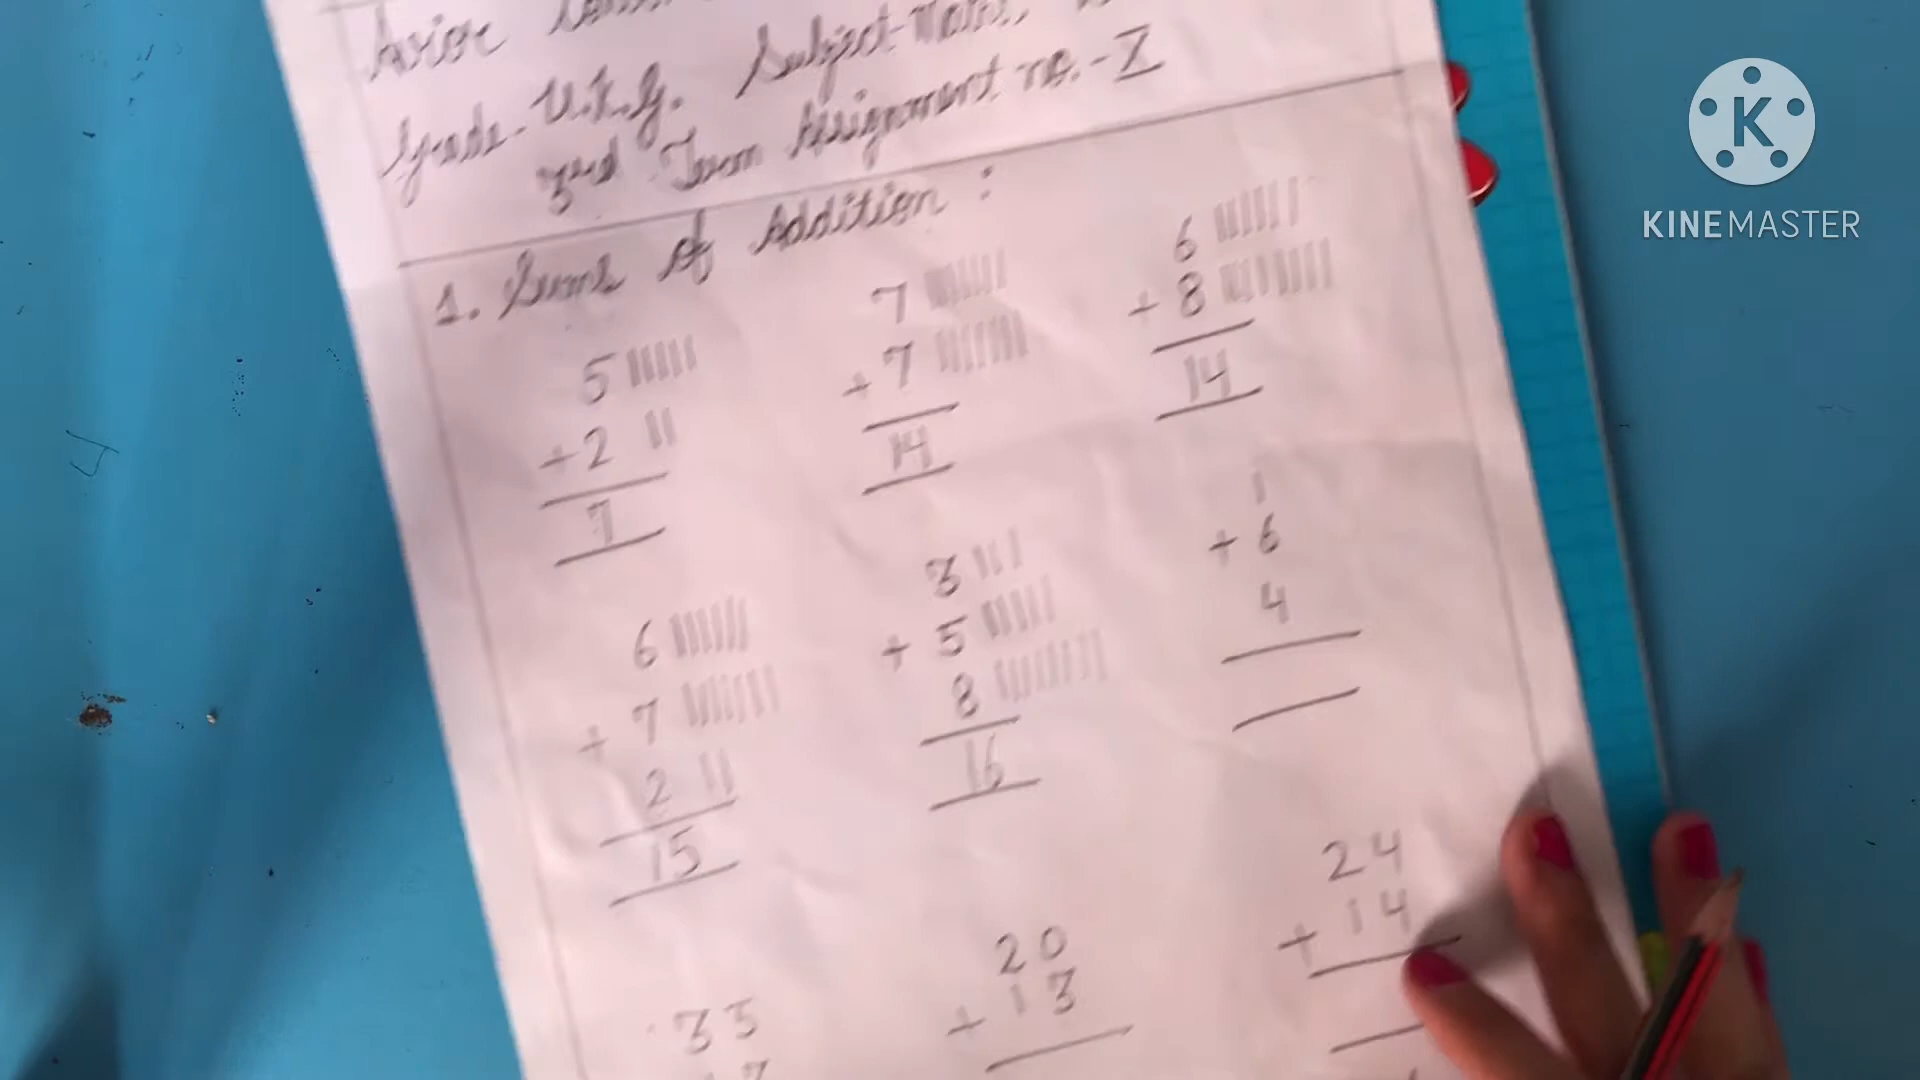 Grade - U.K.G. Subject - Maths.
Term Assignment no. - I
1. Sums of Addition :
5 |||||
+ 2 ||
7
7 |||||||
+ 7 |||||||
14
6 ||||||
+ 8 ||||||||
14
6 ||||||
+ 7 |||||||
2 ||
15
3 |||
+ 5 |||||
8 ||||||||
16
1
+ 6
4
33
20
+ 13
24
+ 14
K
KINEMASTER